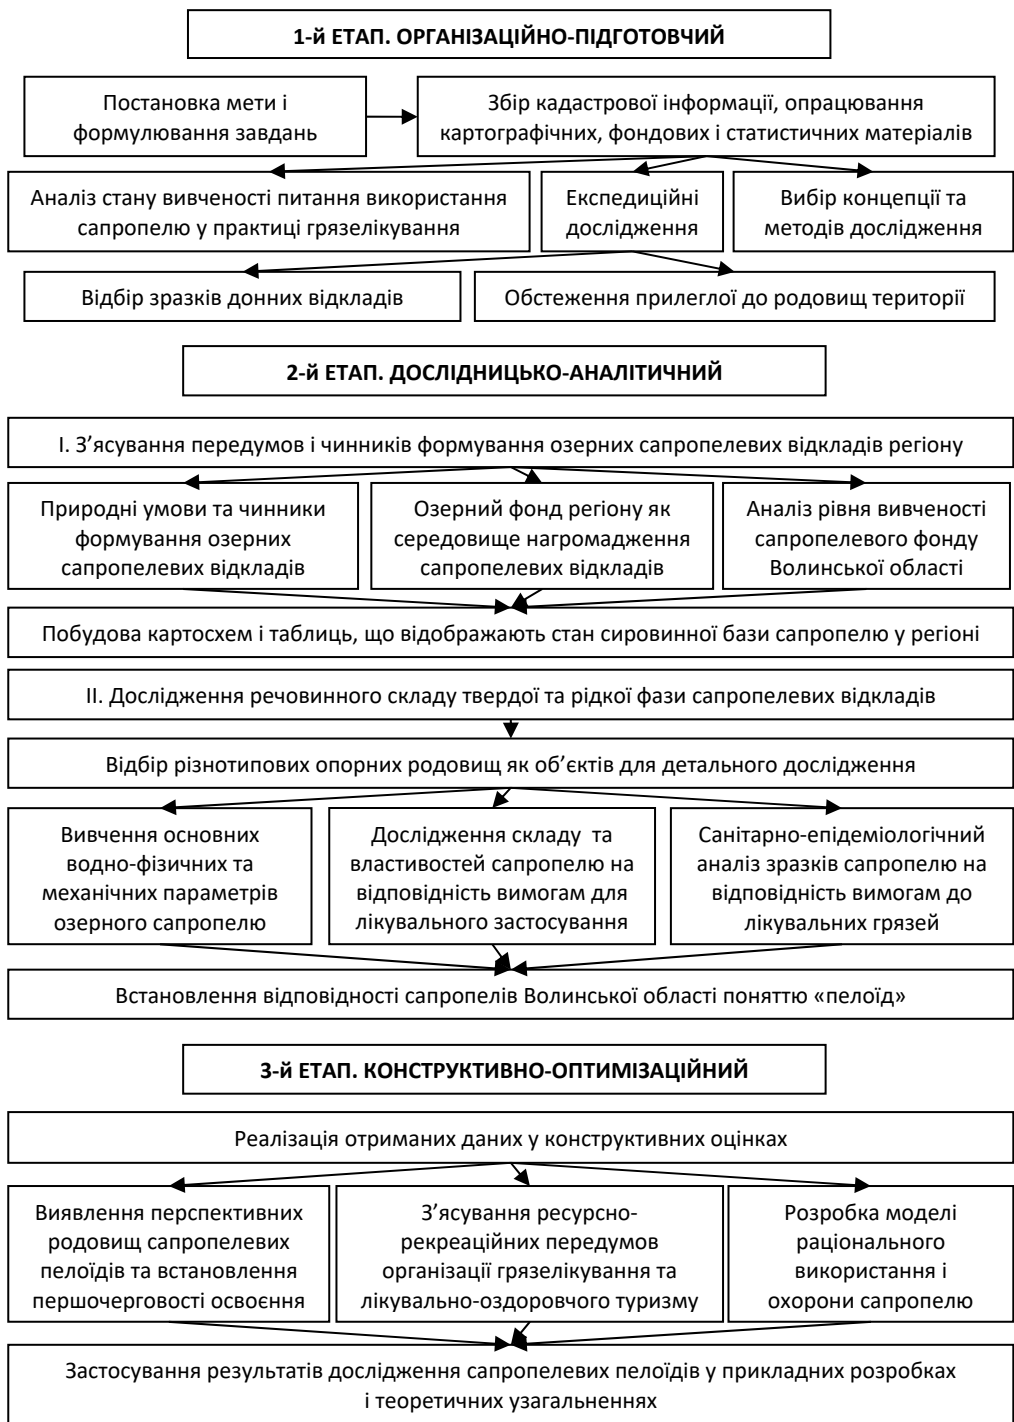 1-й ЕТАП. ОРГАНІЗАЦІЙНО-ПІДГОТОВЧИЙ
Постановка мети і
формулювання завдань
Збір кадастрової інформації, опрацювання
картографічних, фондових і статистичних матеріалів
Аналіз стану вивченості питання використання
сапропелю у практиці грязелікування
Експедиційні
дослідження
Вибір концепції та
методів дослідження
Відбір зразків донних відкладів
Обстеження прилеглої до родовищ території
2-й ЕТАП. ДОСЛІДНИЦЬКО-АНАЛІТИЧНИЙ
І. З’ясування передумов і чинників формування озерних сапропелевих відкладів регіону
Природні умови та чинники
формування озерних
сапропелевих відкладів
Озерний фонд регіону як
середовище нагромадження
сапропелевих відкладів
Аналіз рівня вивченості
сапропелевого фонду
Волинської області
Побудова картосхем і таблиць, що відображають стан сировинної бази сапропелю у регіоні
ІІ. Дослідження речовинного складу твердої та рідкої фази сапропелевих відкладів
Відбір різнотипових опорних родовищ як об’єктів для детального дослідження
Вивчення основних
водно-фізичних та
механічних параметрів
озерного сапропелю
Дослідження складу та
властивостей сапропелю на
відповідність вимогам для
лікувального застосування
Санітарно-епідеміологічний
аналіз зразків сапропелю на
відповідність вимогам до
лікувальних грязей
Встановлення відповідності сапропелів Волинської області поняттю «пелоїд»
3-й ЕТАП. КОНСТРУКТИВНО-ОПТИМІЗАЦІЙНИЙ
Реалізація отриманих даних у конструктивних оцінках
Виявлення перспективних
родовищ сапропелевих
пелоїдів та встановлення
першочерговості освоєння
З’ясування ресурсно-
рекреаційних передумов
організації грязелікування та
лікувально-оздоровчого туризму
Розробка моделі
раціонального
використання і
охорони сапропелю
Застосування результатів дослідження сапропелевих пелоїдів у прикладних розробках
і теоретичних узагальненнях